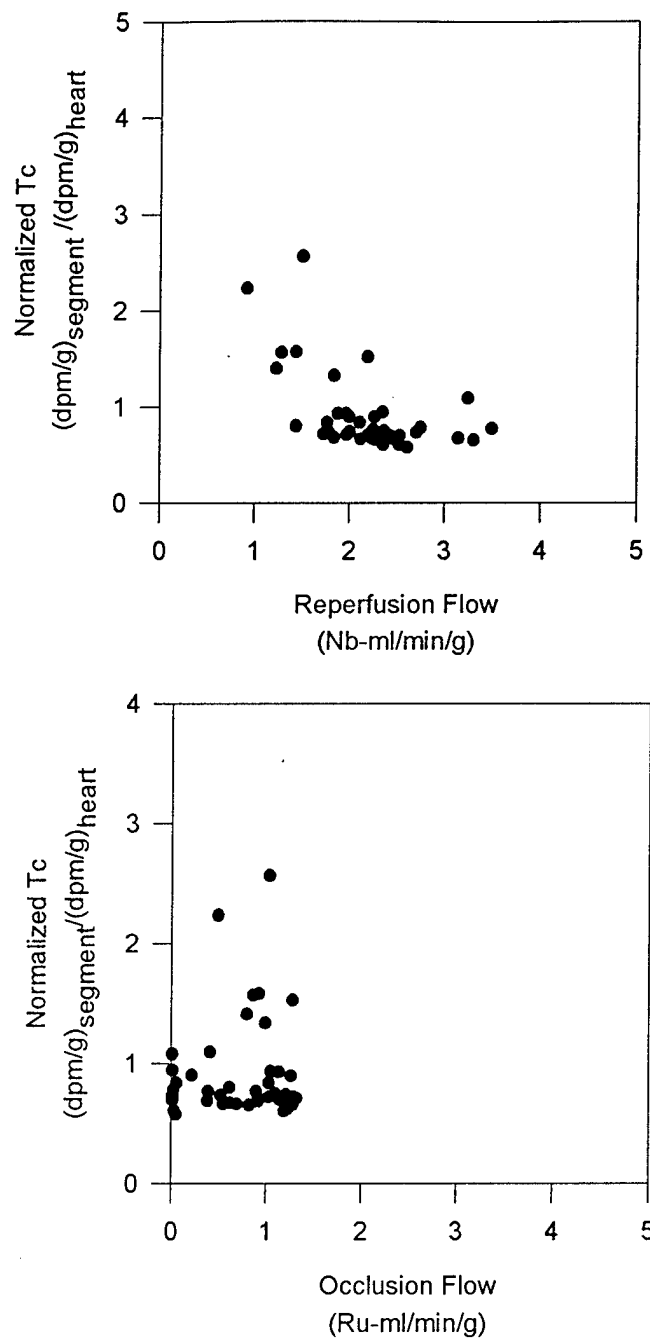 5
4
3
2
1
0
Normalized Tc
(dpm/g)segment/(dpm/g)heart
0 1 2 3 4 5
Reperfusion Flow
(Nb-ml/min/g)
4
3
2
1
0
Normalized Tc
(dpm/g)segment/(dpm/g)heart
0 1 2 3 4 5
Occlusion Flow
(Ru-ml/min/g)